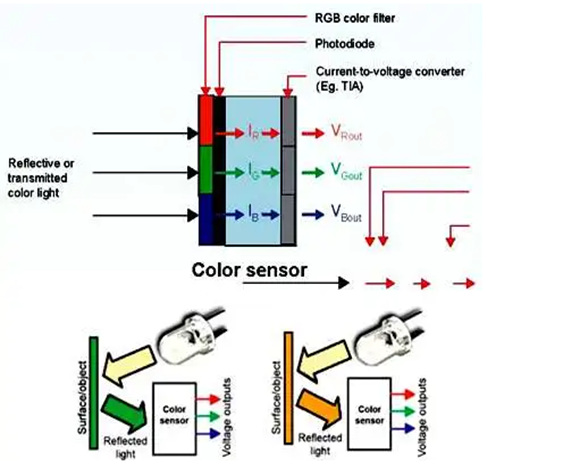 RGB color filter
Photodiode
Current-to-voltage converter
(Eg. TIA)
Reflective or
transmitted
color light
IR
VRout
IG
VGout
IB
VBout
Color sensor
Surface/object
Color
sensor
Reflected
light
Voltage outputs
Surface/object
Color
sensor
Reflected
light
Voltage outputs